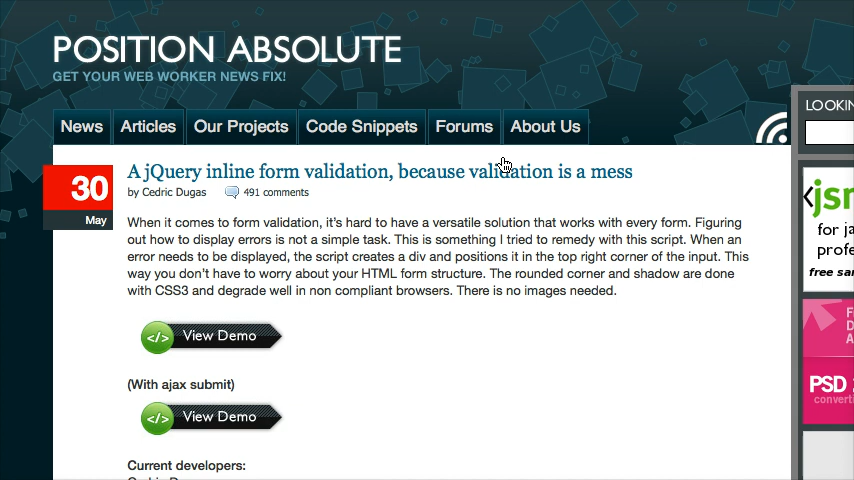 POSITION ABSOLUTE
GET YOUR WEB WORKER NEWS FIX!
News
Articles
Our Projects
Code Snippets
Forums
About Us
30
May
A jQuery inline form validation, because validation is a mess
by Cedric Dugas
491 comments
When it comes to form validation, it's hard to have a versatile solution that works with every form. Figuring
out how to display errors is not a simple task. This is something I tried to remedy with this script. When an
error needs to be displayed, the script creates a div and positions it in the top right corner of the input. This
way you don't have to worry about your HTML form structure. The rounded corner and shadow are done
with CSS3 and degrade well in non compliant browsers. There is no images needed.
</> View Demo
(With ajax submit)
</> View Demo
Current developers:
LOOKIN
jsn
for ja
profe
free sa
F
D
A
PSD
convert